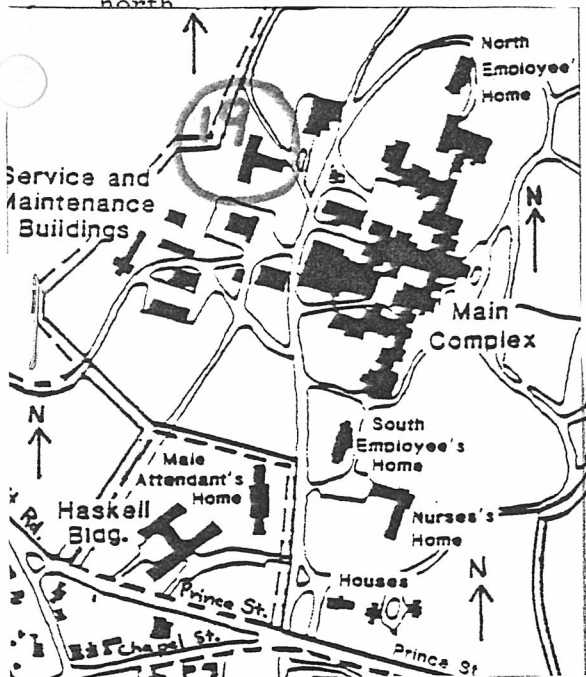 north
North
Employee'
Home
19
Service and
Maintenance
Buildings
N
Main
Complex
N
South
Employee's
Home
Male
Attendant's
Home
Haskell
Bldg.
Rd.
Nurses's
Home
Houses
N
Prince St.
Chapel St.
Prince St